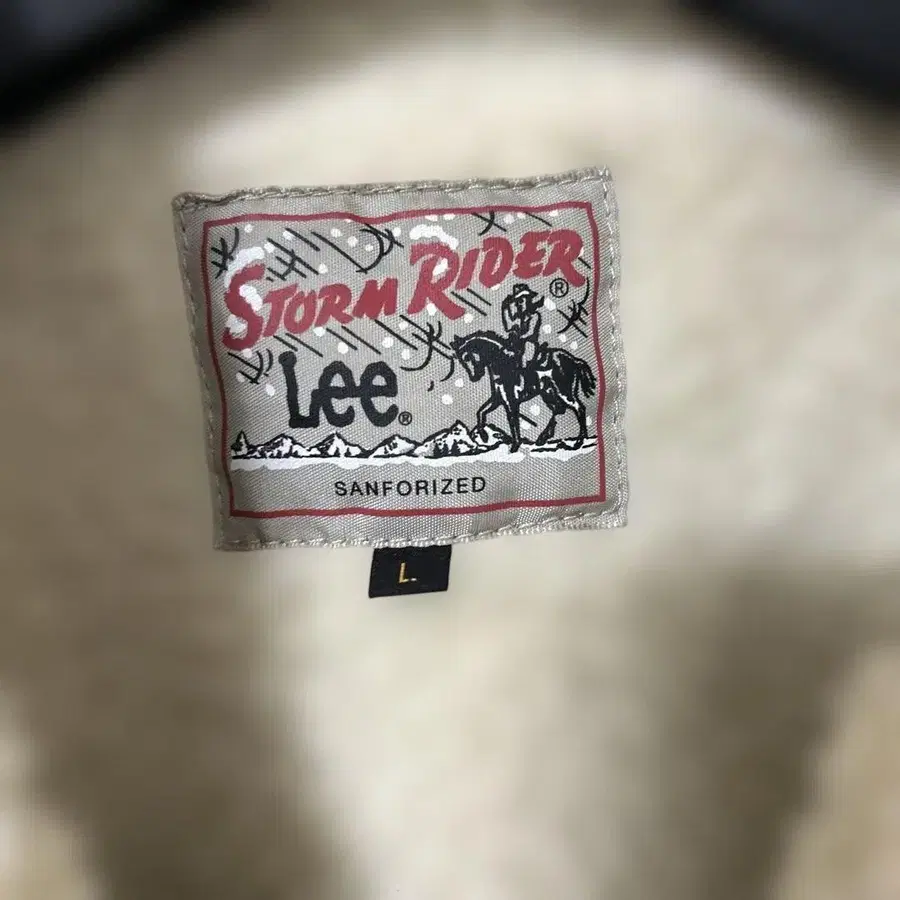 STORM RIDER®
Lee®
SANFORIZED
L